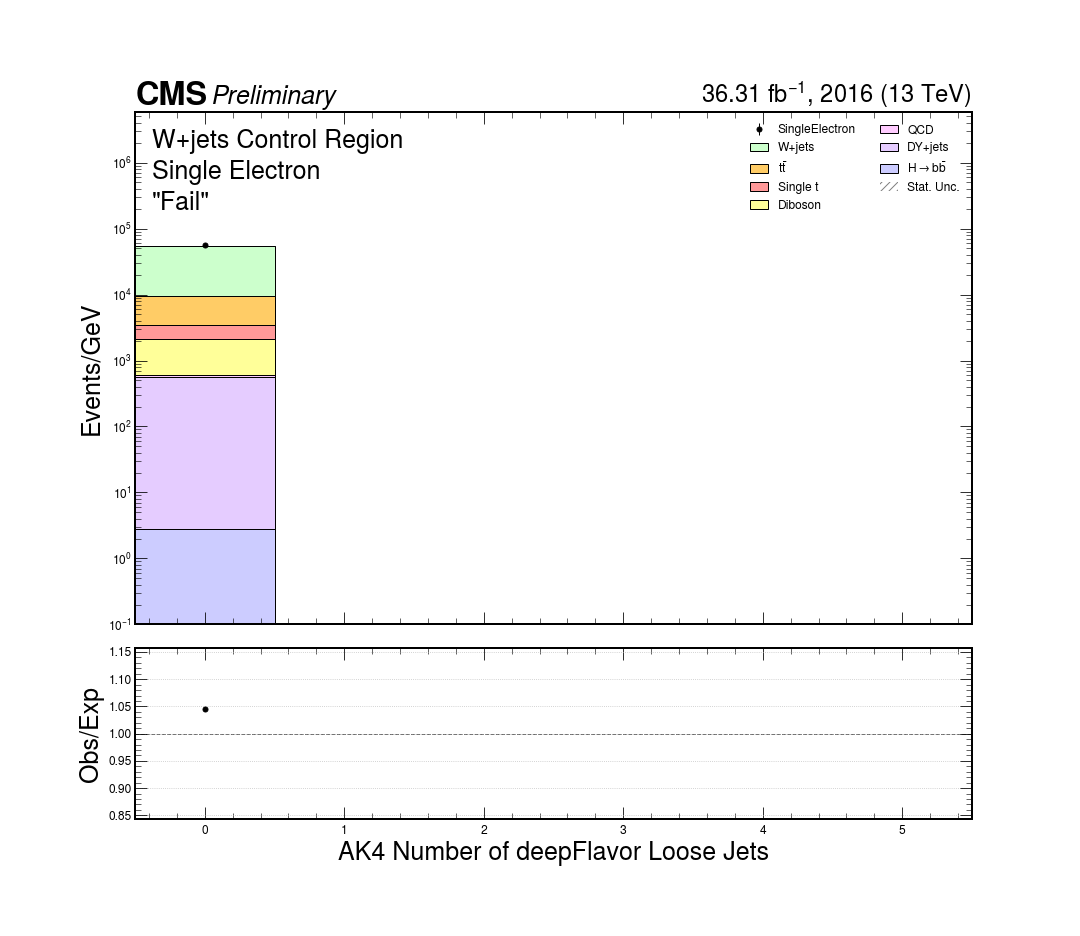 CMS Preliminary
36.31 fb⁻¹, 2016 (13 TeV)
W+jets Control Region
Single Electron
"Fail"
SingleElectron
W+jets
tt̄
Single t
Diboson
QCD
DY+jets
H→bb̄
Stat. Unc.
Events/GeV
10⁶
10⁵
10⁴
10³
10²
10¹
10⁰
10⁻¹
Obs/Exp
1.15
1.10
1.05
1.00
0.95
0.90
0.85
0 1 2 3 4 5
AK4 Number of deepFlavor Loose Jets